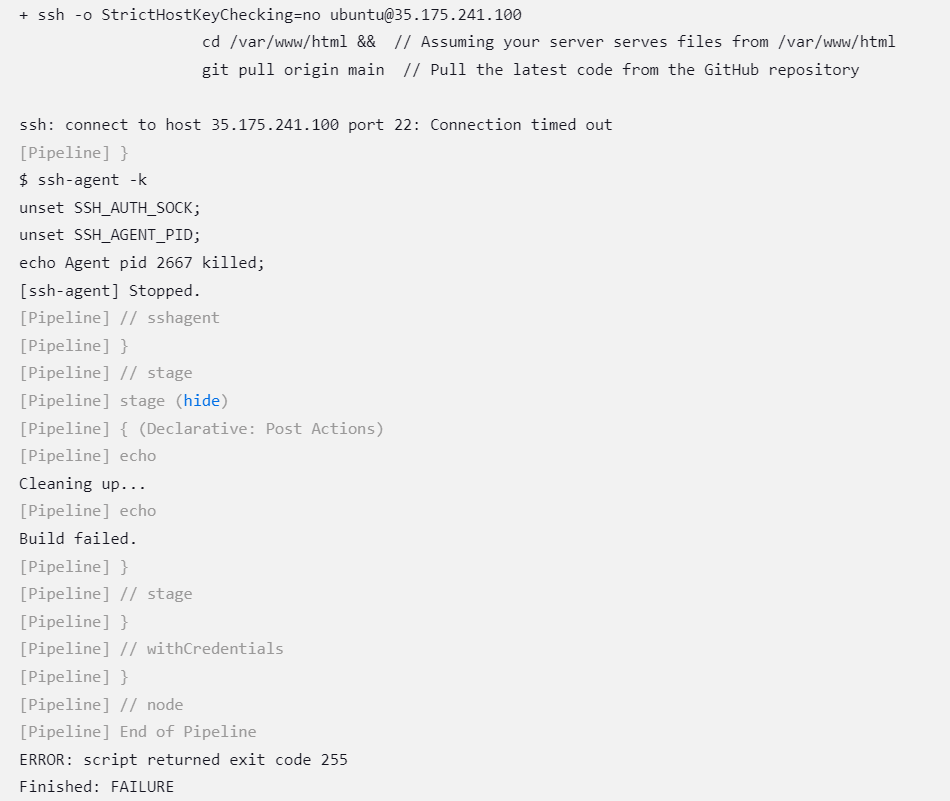 + ssh -o StrictHostKeyChecking=no ubuntu@35.175.241.100
cd /var/www/html && // Assuming your server serves files from /var/www/html
git pull origin main // Pull the latest code from the GitHub repository
ssh: connect to host 35.175.241.100 port 22: Connection timed out
[Pipeline] }
$ ssh-agent -k
unset SSH_AUTH_SOCK;
unset SSH_AGENT_PID;
echo Agent pid 2667 killed;
[ssh-agent] Stopped.
[Pipeline] // sshagent
[Pipeline] }
[Pipeline] // stage
[Pipeline] stage (hide)
[Pipeline] { (Declarative: Post Actions)
[Pipeline] echo
Cleaning up...
[Pipeline] echo
Build failed.
[Pipeline] }
[Pipeline] // stage
[Pipeline] }
[Pipeline] // withCredentials
[Pipeline] }
[Pipeline] // node
[Pipeline] End of Pipeline
ERROR: script returned exit code 255
Finished: FAILURE